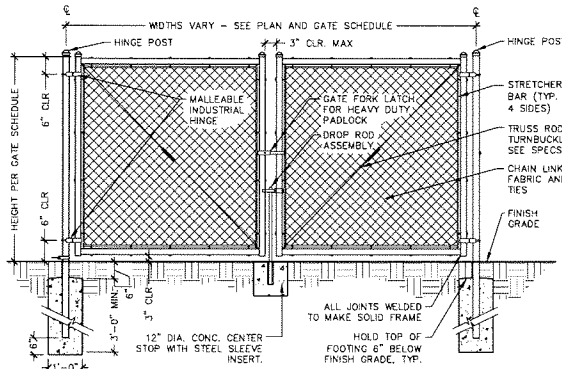 ℄
℄
WIDTHS VARY - SEE PLAN AND GATE SCHEDULE
HINGE POST
3" CLR. MAX
HINGE POST
HEIGHT PER GATE SCHEDULE
6" CLR
6" CLR
MALLEABLE
INDUSTRIAL
HINGE
GATE FORK LATCH
FOR HEAVY DUTY
PADLOCK
DROP ROD
ASSEMBLY
STRETCHER
BAR (TYP.
4 SIDES)
TRUSS ROD
TURNBUCKL
SEE SPECS
CHAIN LINK
FABRIC AN
TIES
FINISH
GRADE
3'-0" MIN.
6"
3" CLR
6"
1'-0"
12" DIA. CONC. CENTER
STOP WITH STEEL SLEEVE
INSERT.
ALL JOINTS WELDED
TO MAKE SOLID FRAME
HOLD TOP OF
FOOTING 6" BELOW
FINISH GRADE, TYP.